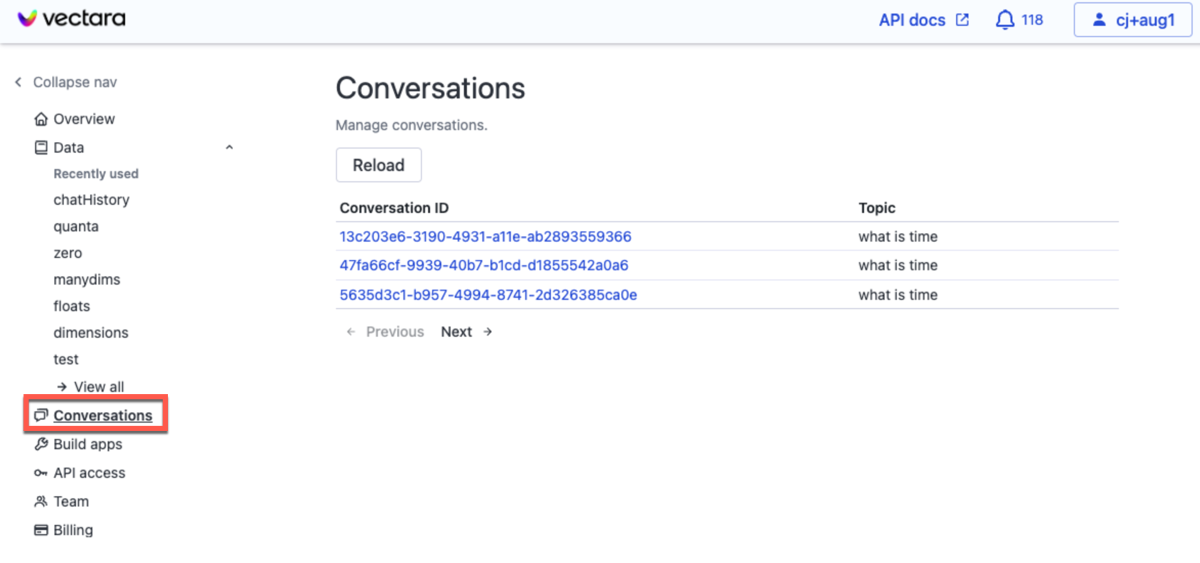 vectara
API docs 118 cj+aug1
Collapse nav
Overview
Data
Recently used
chatHistory
quanta
zero
manydims
floats
dimensions
test
View all
Conversations
Build apps
API access
Team
Billing
Conversations
Manage conversations.
Reload
Conversation ID Topic
13c203e6-3190-4931-a11e-ab2893559366 what is time
47fa66cf-9939-40b7-b1cd-d1855542a0a6 what is time
5635d3c1-b957-4994-8741-2d326385ca0e what is time
Previous Next